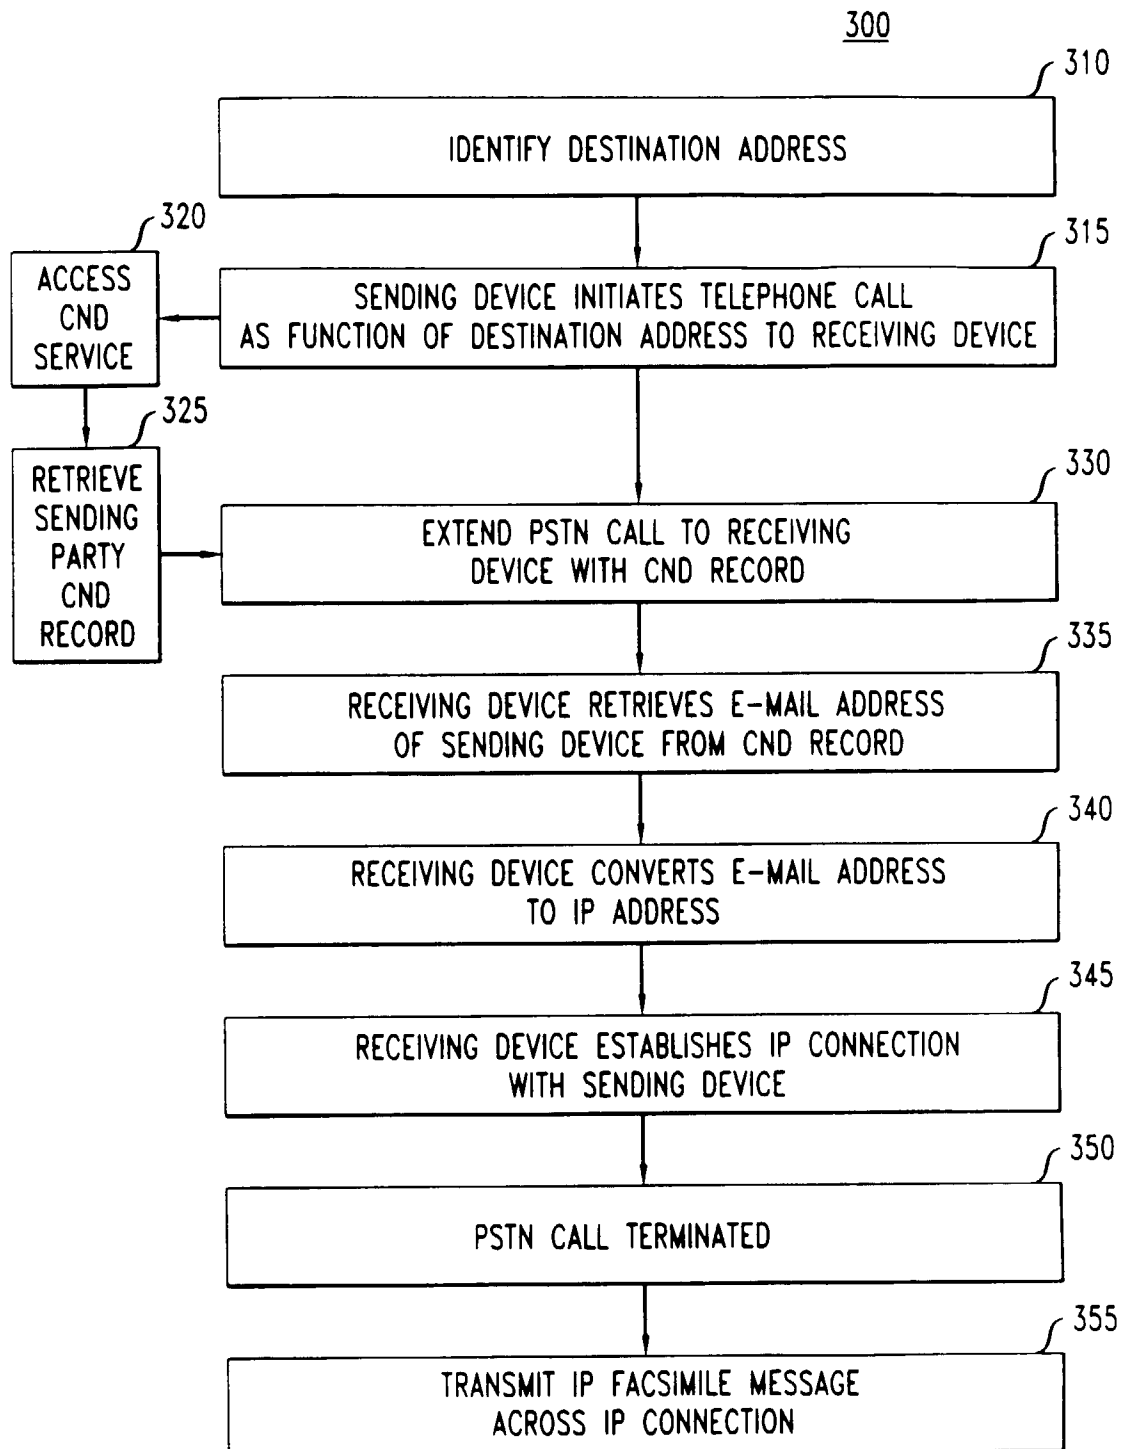 300
310
IDENTIFY DESTINATION ADDRESS
320
ACCESS
CND
SERVICE
315
SENDING DEVICE INITIATES TELEPHONE CALL
AS FUNCTION OF DESTINATION ADDRESS TO RECEIVING DEVICE
325
RETRIEVE
SENDING
PARTY
CND
RECORD
330
EXTEND PSTN CALL TO RECEIVING
DEVICE WITH CND RECORD
335
RECEIVING DEVICE RETRIEVES E-MAIL ADDRESS
OF SENDING DEVICE FROM CND RECORD
340
RECEIVING DEVICE CONVERTS E-MAIL ADDRESS
TO IP ADDRESS
345
RECEIVING DEVICE ESTABLISHES IP CONNECTION
WITH SENDING DEVICE
350
PSTN CALL TERMINATED
355
TRANSMIT IP FACSIMILE MESSAGE
ACROSS IP CONNECTION